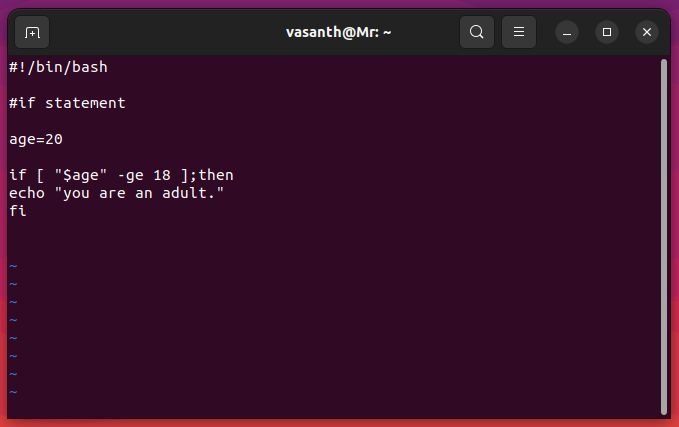 vasanth@Mr: ~
#!/bin/bash
#if statement
age=20
if [ "$age" -ge 18 ];then
echo "you are an adult."
fi
~
~
~
~
~
~
~
~